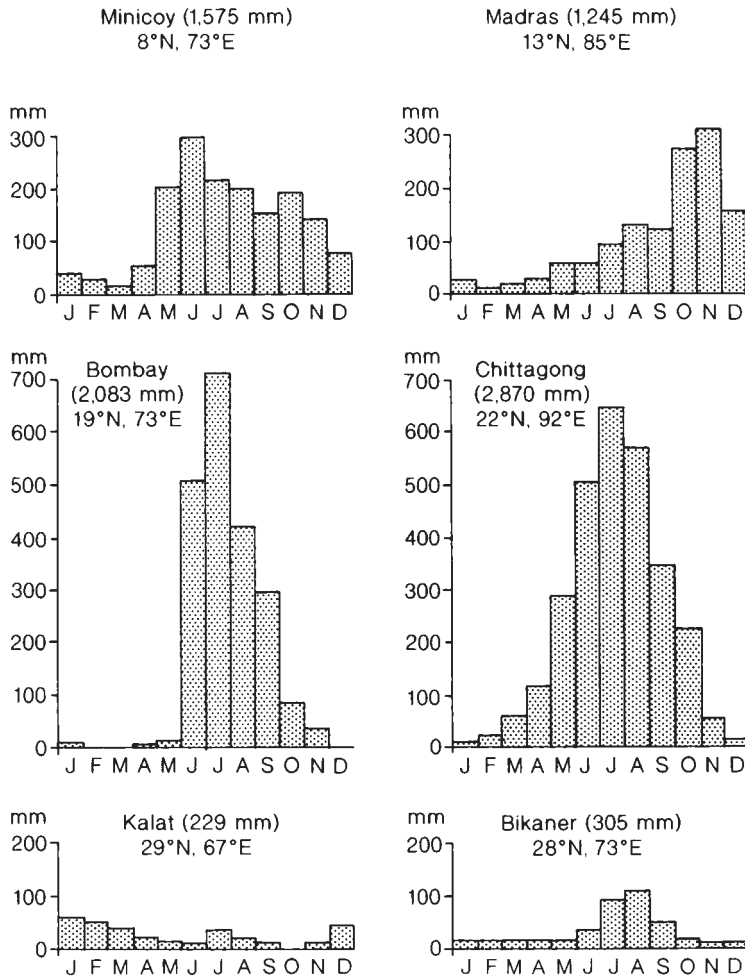 Minicoy (1,575 mm)
8°N, 73°E
mm
300
200
100
0
J F M A M J J A S O N D
Madras (1,245 mm)
13°N, 85°E
mm
300
200
100
0
J F M A M J J A S O N D
mm
Bombay
(2,083 mm)
19°N, 73°E
700
600
500
400
300
200
100
0
J F M A M J J A S O N D
mm
Chittagong
(2,870 mm)
22°N, 92°E
700
600
500
400
300
200
100
0
J F M A M J J A S O N D
mm
Kalat (229 mm)
29°N, 67°E
200
100
0
J F M A M J J A S O N D
mm
Bikaner (305 mm)
28°N, 73°E
200
100
0
J F M A M J J A S O N D